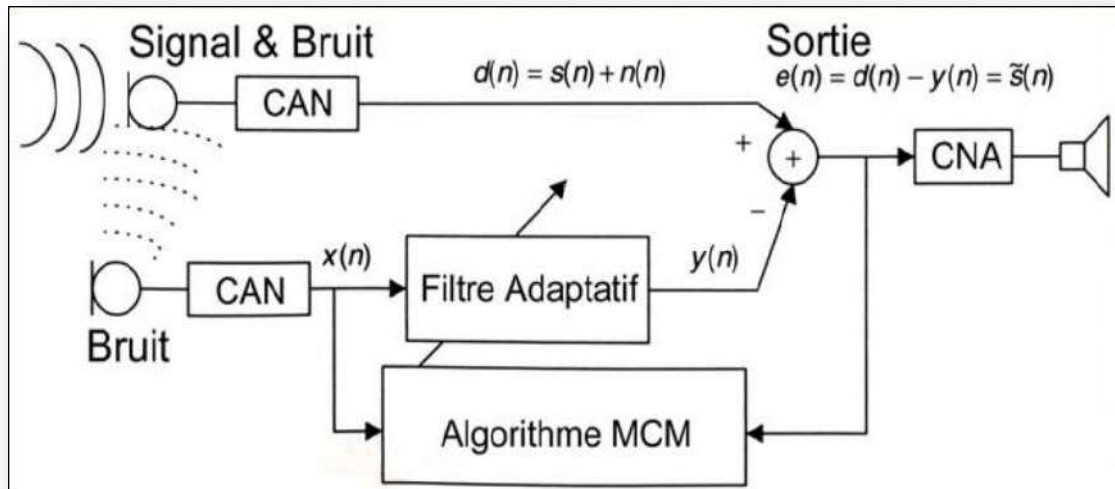 Signal & Bruit
Sortie
d(n) = s(n) + n(n)
e(n) = d(n) − y(n) = s̃(n)
CAN
+
+
CNA
−
x(n)
y(n)
CAN
Filtre Adaptatif
Bruit
Algorithme MCM